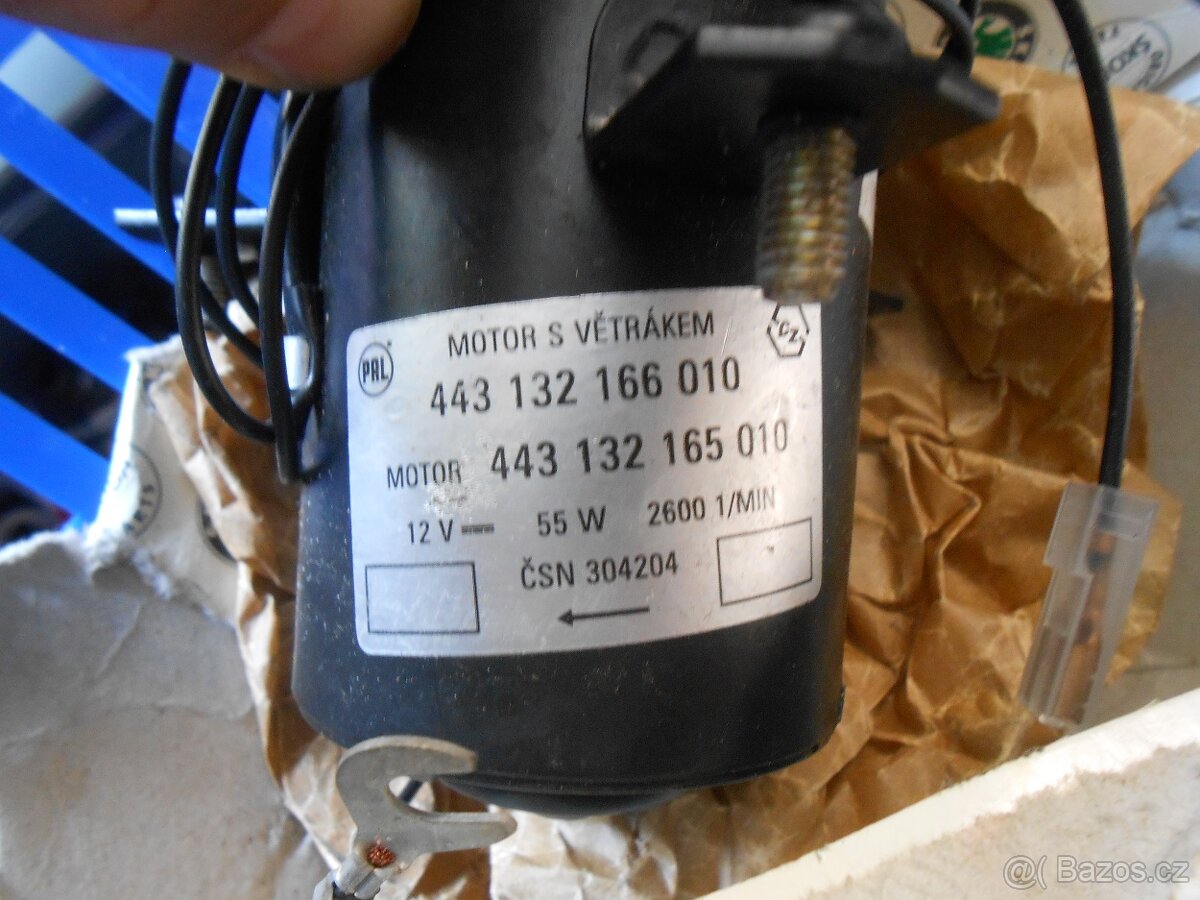 SKO
MOTOR S VĚTRÁKEM
PAL
CZ
443 132 166 010
MOTOR 443 132 165 010
12 V 55 W 2600 1/MIN
ČSN 304204
@( Bazos.cz